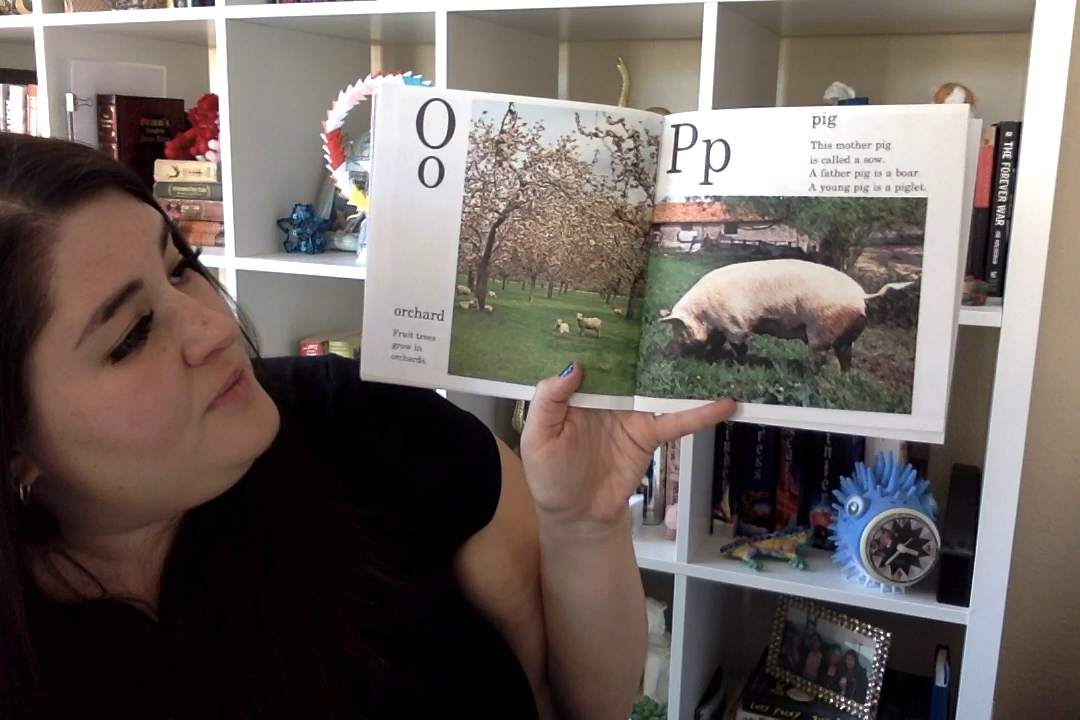 O
o
orchard
Fruit trees
grow in
orchards.
Pp
pig
This mother pig
is called a sow.
A father pig is a boar.
A young pig is a piglet.
THE FOREVER WAR